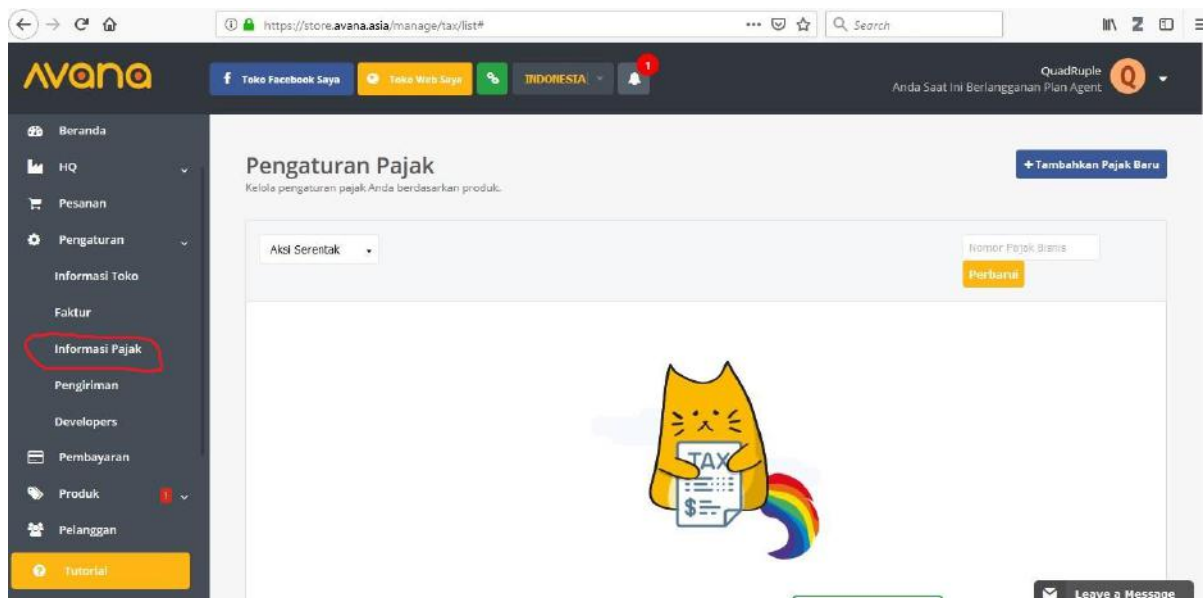 https://store.avana.asia/manage/tax/list#
Search
AVANA
Toko Facebook Saya
Toko Web Saya
INDONESIA
1
QuadRuple
Anda Saat Ini Berlangganan Plan Agent
Q
Beranda
HQ
Pesanan
Pengaturan
Informasi Toko
Faktur
Informasi Pajak
Pengiriman
Developers
Pembayaran
Produk
1
Pelanggan
Tutorial
Pengaturan Pajak
Kelola pengaturan pajak Anda berdasarkan produk.
+ Tambahkan Pajak Baru
Aksi Serentak
Nomor Pajak Bisnis
Perbarui
TAX
$
Leave a Message